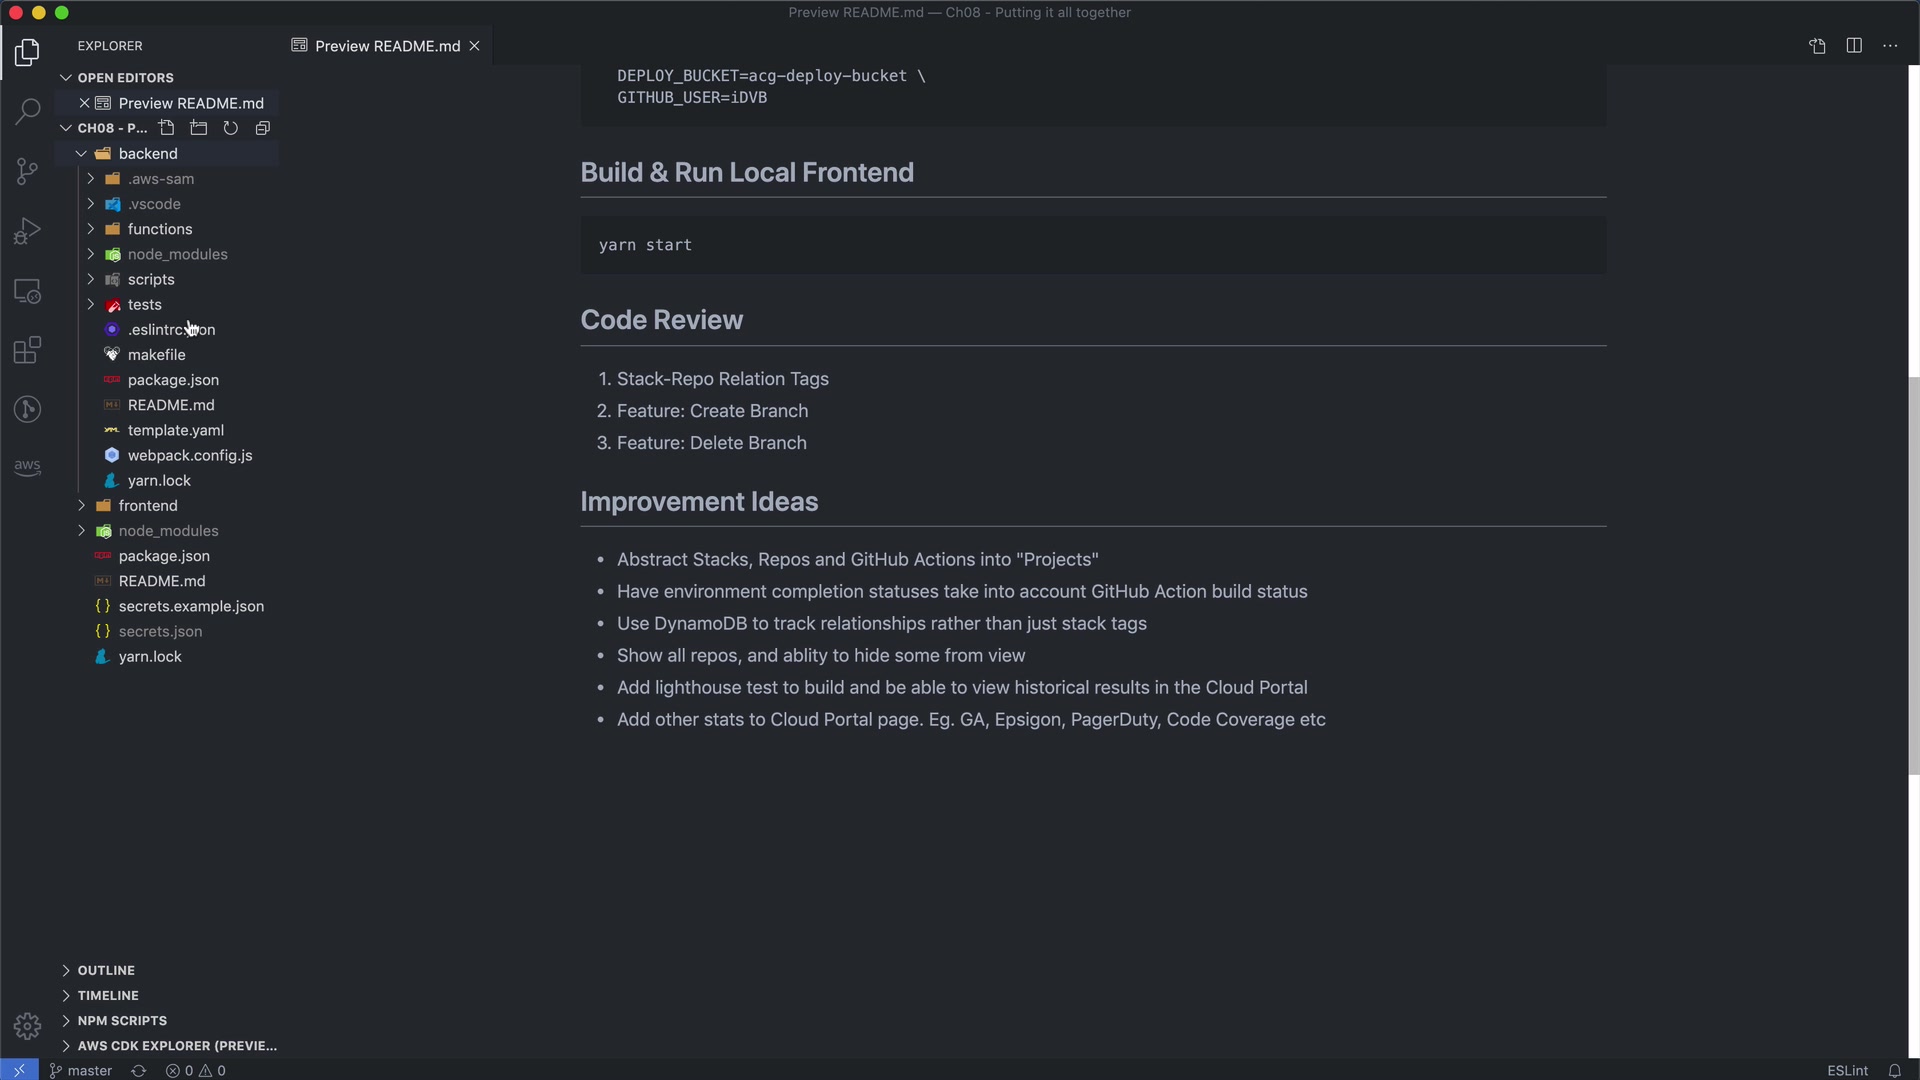 Preview README.md — Ch08 - Putting it all together
EXPLORER
Preview README.md
OPEN EDITORS
Preview README.md
CH08 - P...
backend
.aws-sam
.vscode
functions
node_modules
scripts
tests
.eslintrc.json
makefile
package.json
README.md
template.yaml
webpack.config.js
yarn.lock
frontend
node_modules
package.json
README.md
secrets.example.json
secrets.json
yarn.lock
OUTLINE
TIMELINE
NPM SCRIPTS
AWS CDK EXPLORER (PREVIE...
aws
DEPLOY_BUCKET=acg-deploy-bucket \
GITHUB_USER=iDVB
Build & Run Local Frontend
yarn start
Code Review
1. Stack-Repo Relation Tags
2. Feature: Create Branch
3. Feature: Delete Branch
Improvement Ideas
• Abstract Stacks, Repos and GitHub Actions into "Projects"
• Have environment completion statuses take into account GitHub Action build status
• Use DynamoDB to track relationships rather than just stack tags
• Show all repos, and ablity to hide some from view
• Add lighthouse test to build and be able to view historical results in the Cloud Portal
• Add other stats to Cloud Portal page. Eg. GA, Epsigon, PagerDuty, Code Coverage etc
master 0 0 ESLint